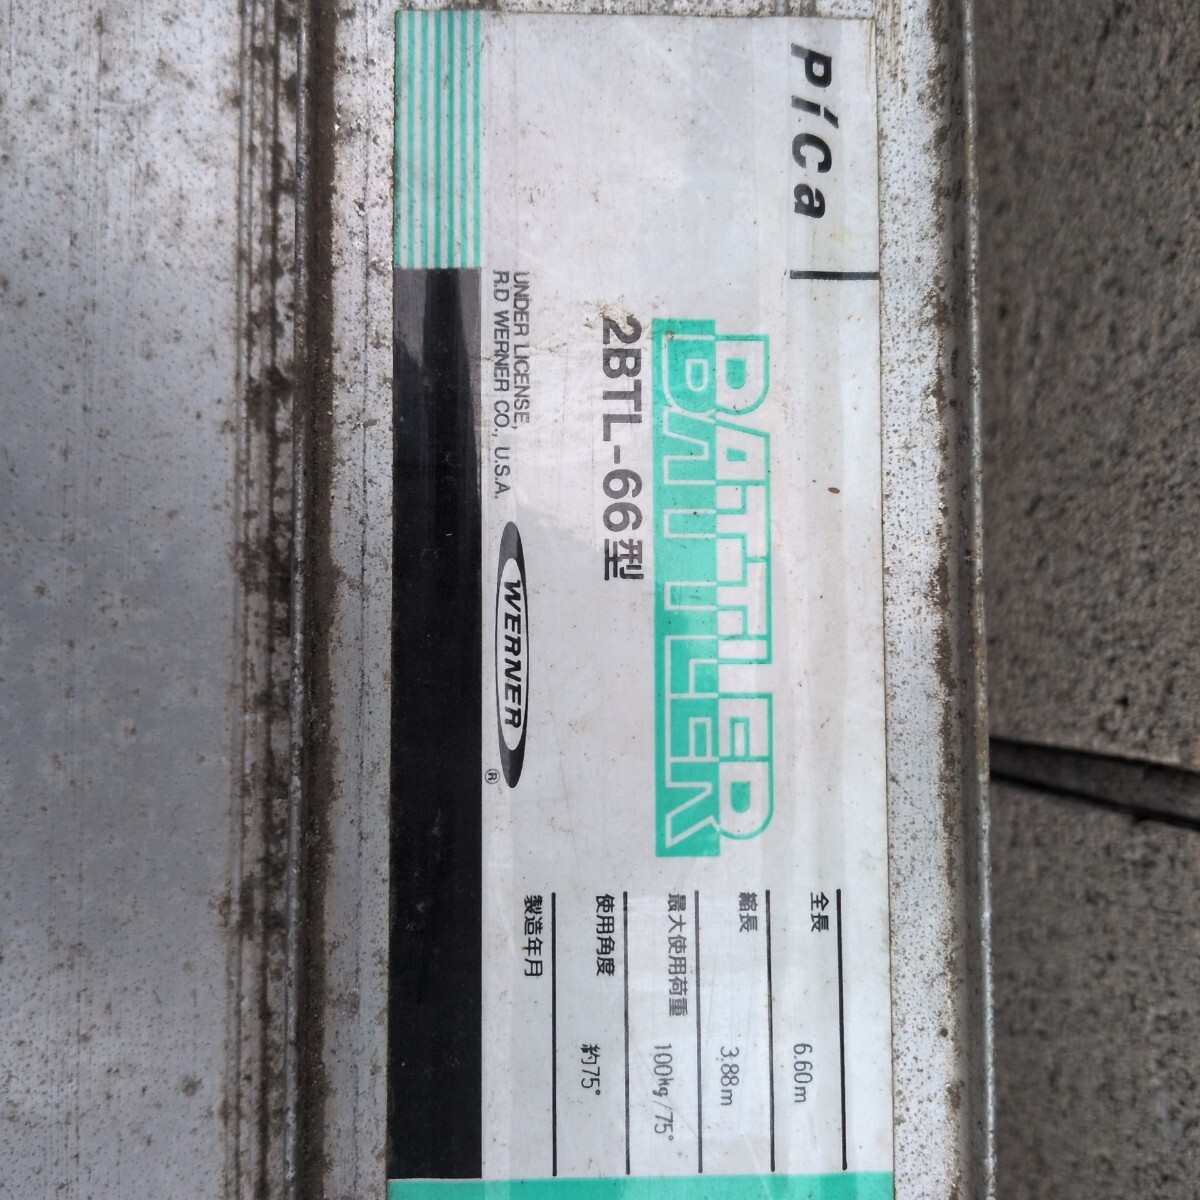 Pica
BATTLER
2BTL-66型
UNDER LICENSE,
R.D WERNER CO., U.S.A.
WERNER
®
全長 6.60m
縮長 3.88m
最大使用荷重 100kg/75°
使用角度 約75°
製造年月